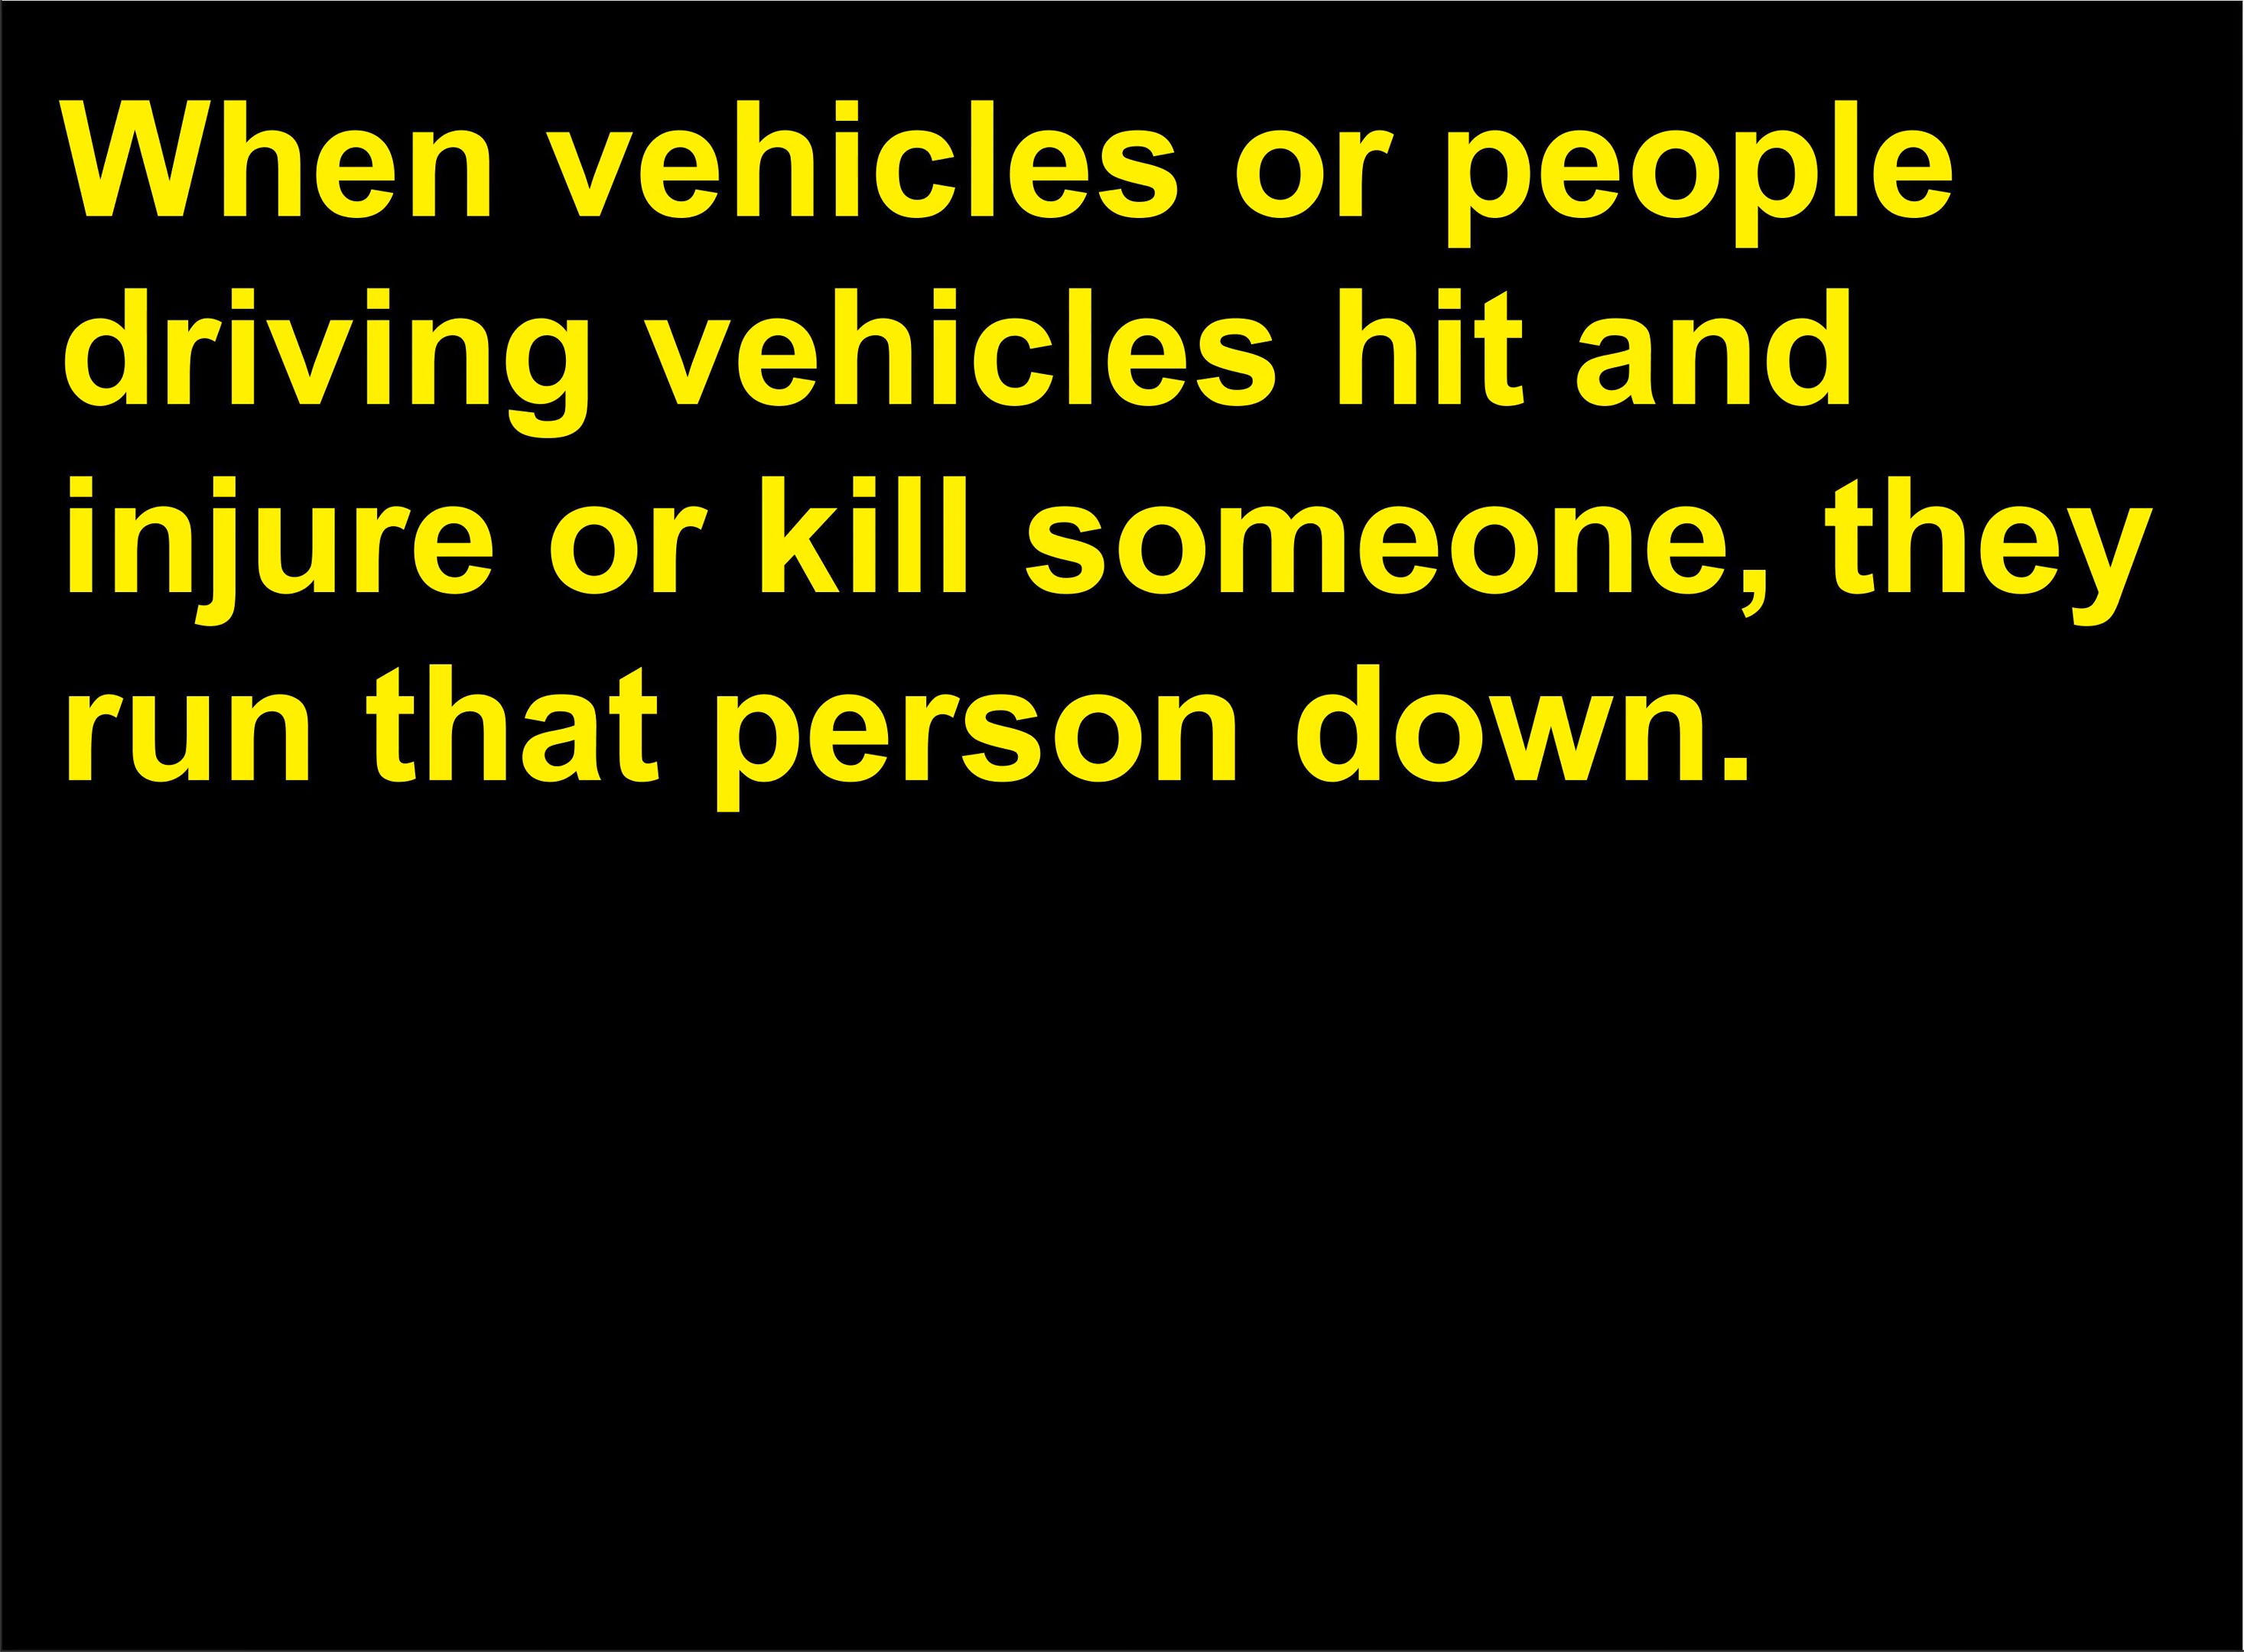 When vehicles or people
driving vehicles hit and
injure or kill someone, they
run that person down.